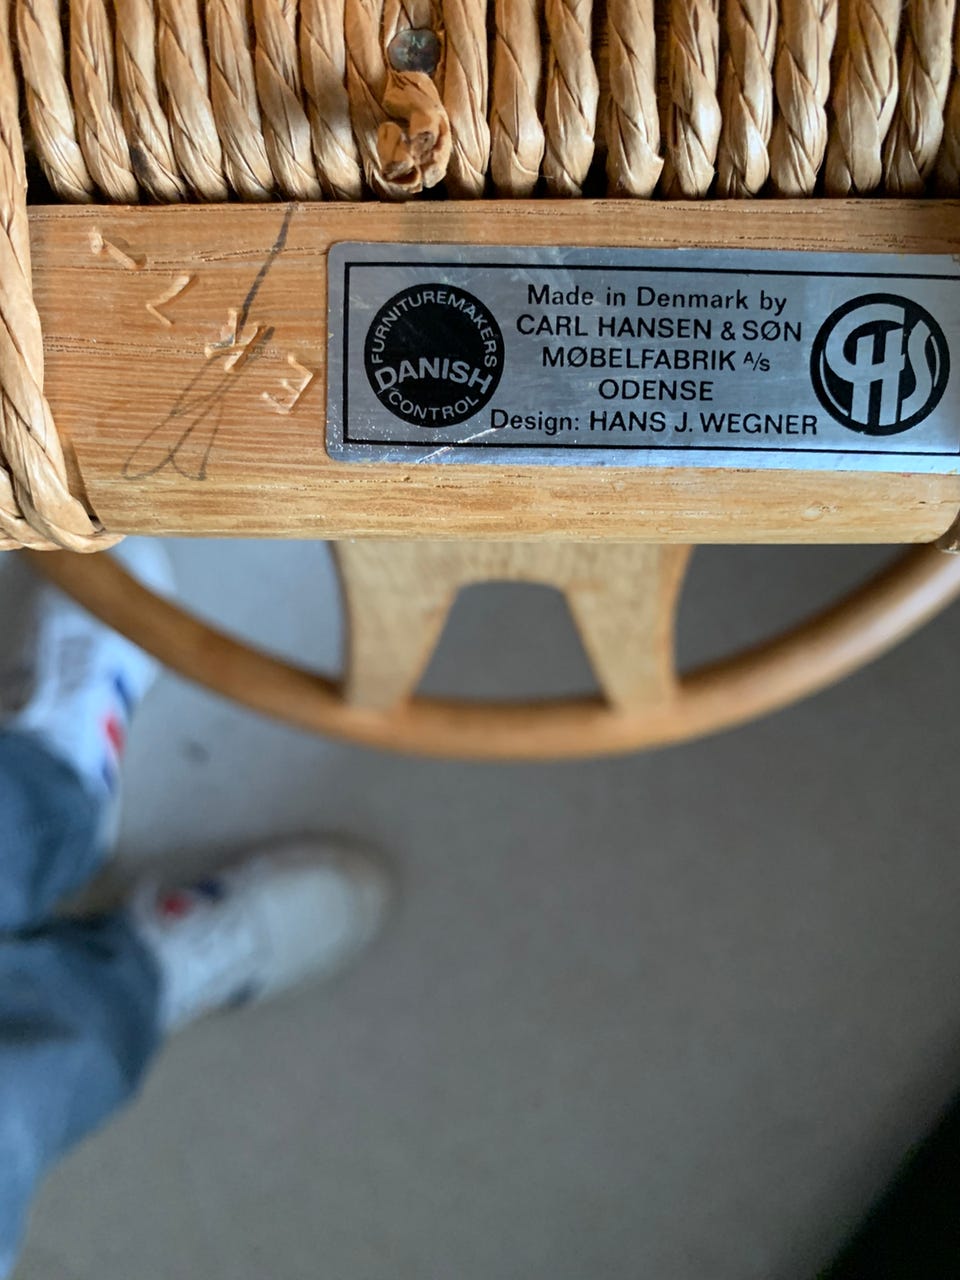 FURNITUREMAKERS
DANISH
CONTROL
Made in Denmark by
CARL HANSEN & SØN
MØBELFABRIK A/S
ODENSE
Design: HANS J. WEGNER
CHS